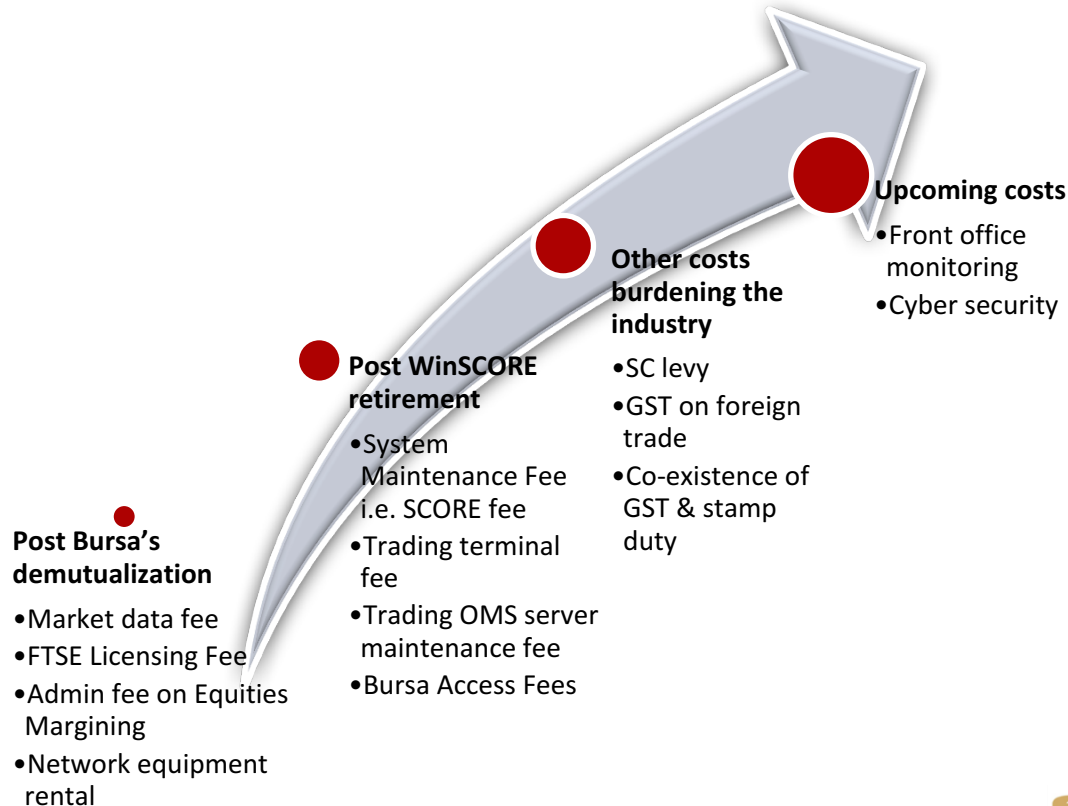 Post Bursa's
demutualization
•Market data fee
•FTSE Licensing Fee
•Admin fee on Equities
Margining
•Network equipment
rental
Post WinSCORE
retirement
•System
Maintenance Fee
i.e. SCORE fee
•Trading terminal
fee
•Trading OMS server
maintenance fee
•Bursa Access Fees
Other costs
burdening the
industry
•SC levy
•GST on foreign
trade
•Co-existence of
GST & stamp
duty
Upcoming costs
•Front office
monitoring
•Cyber security